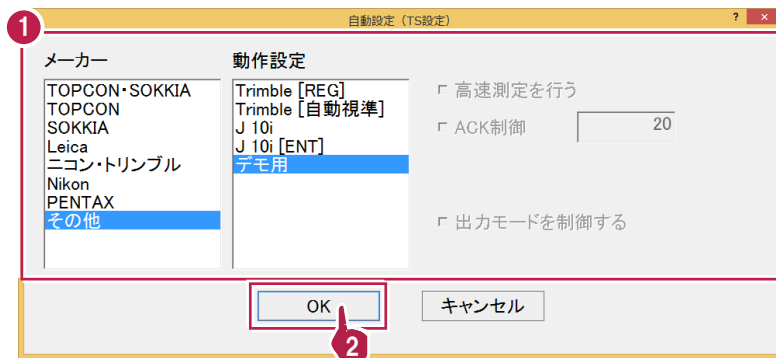 自動設定（TS設定）
? ×
1
メーカー
TOPCON・SOKKIA
TOPCON
SOKKIA
Leica
ニコン・トリンブル
Nikon
PENTAX
その他
動作設定
Trimble [REG]
Trimble [自動視準]
J 10i
J 10i [ENT]
デモ用
高速測定を行う
ACK制御 20
出力モードを制御する
OK キャンセル
2